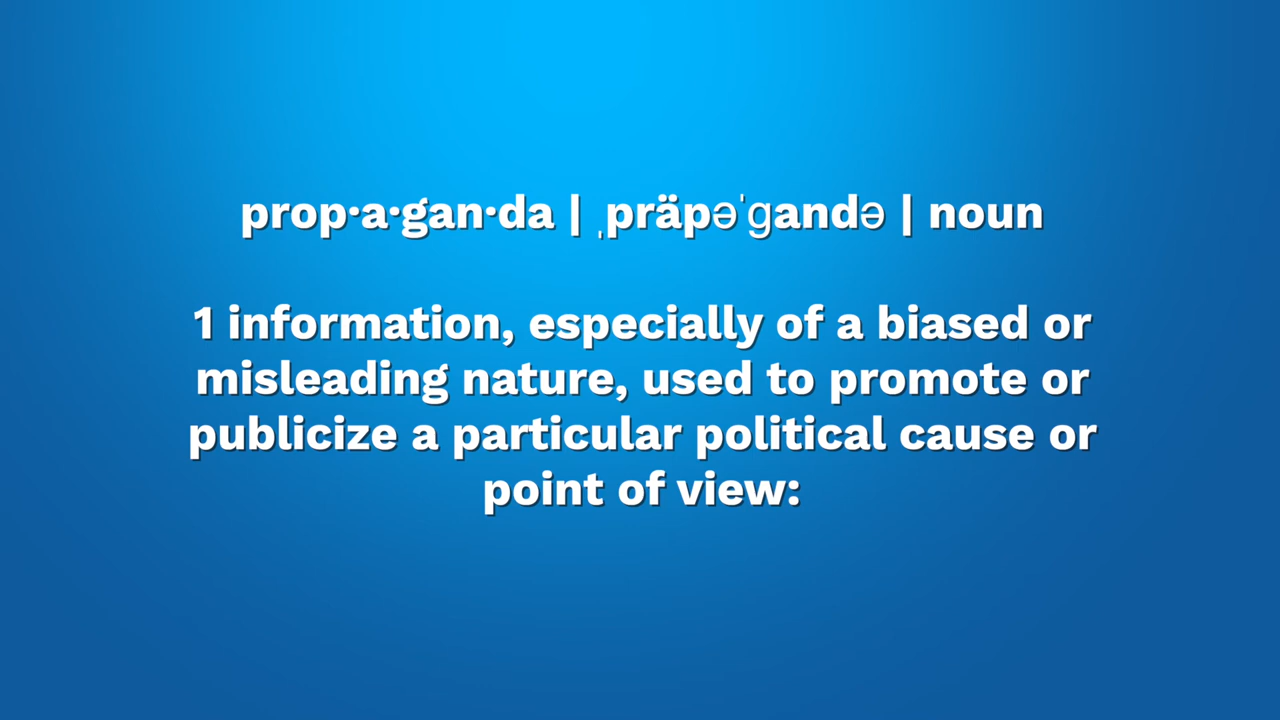 prop·a·gan·da | ˌpräpəˈɡandə | noun
1 information, especially of a biased or
misleading nature, used to promote or
publicize a particular political cause or
point of view: